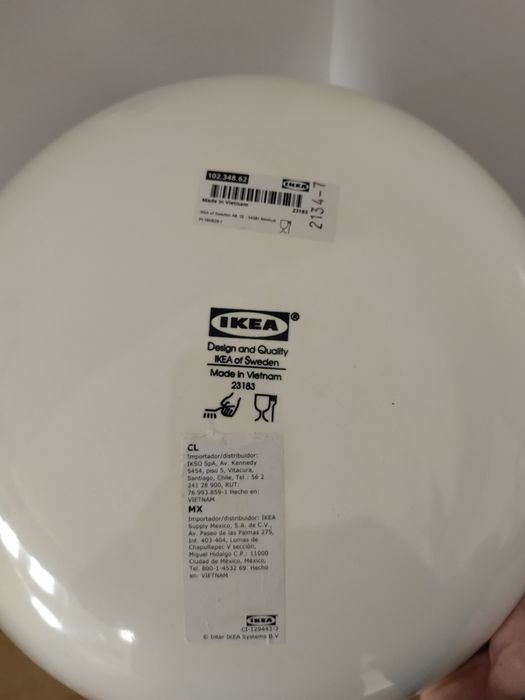 102.348.62 IKEA
Made in Vietnam 23183
2134-7
IKEA®
Design and Quality
IKEA of Sweden
Made in Vietnam
23183
CL
Importador/distribuidor:
IKSO SpA, Av. Kennedy
5454, piso 5, Vitacura,
Santiago, Chile, Tel.: 56 2
241 28 900, RUT:
76.993.859-1 Hecho en:
VIETNAM
MX
Importador/distribuidor: IKEA
Supply Mexico, S.A. de C.V.,
Av. Paseo de las Palmas 275,
Int. 403-404, Lomas de
Chapultepec V sección,
Miguel Hidalgo C.P.: 11000
Ciudad de México, México,
Tel. 800-1-4532 69. Hecho
en: VIETNAM
IKEA
© Inter IKEA Systems B.V